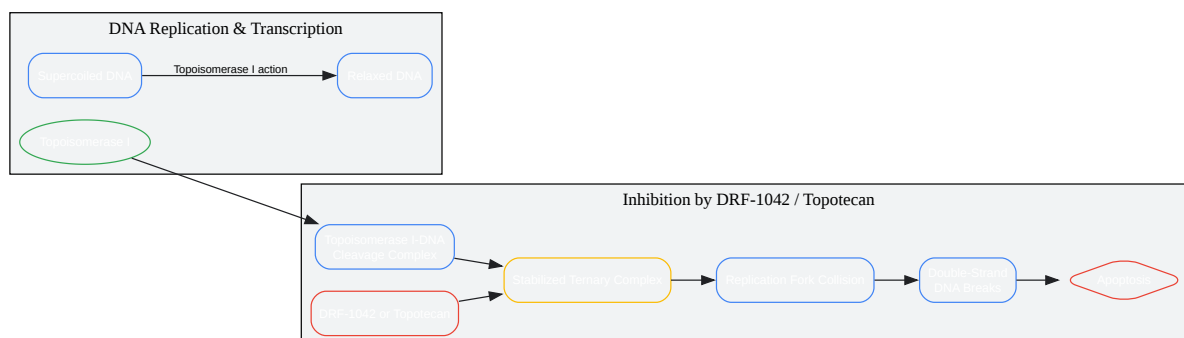 DNA Replication & Transcription
Supercoiled DNA
Topoisomerase I action
Relaxed DNA
Topoisomerase I
Inhibition by DRF-1042 / Topotecan
Topoisomerase I-DNA
Cleavage Complex
DRF-1042 or Topotecan
Stabilized Ternary Complex
Replication Fork Collision
Double-Strand
DNA Breaks
Apoptosis